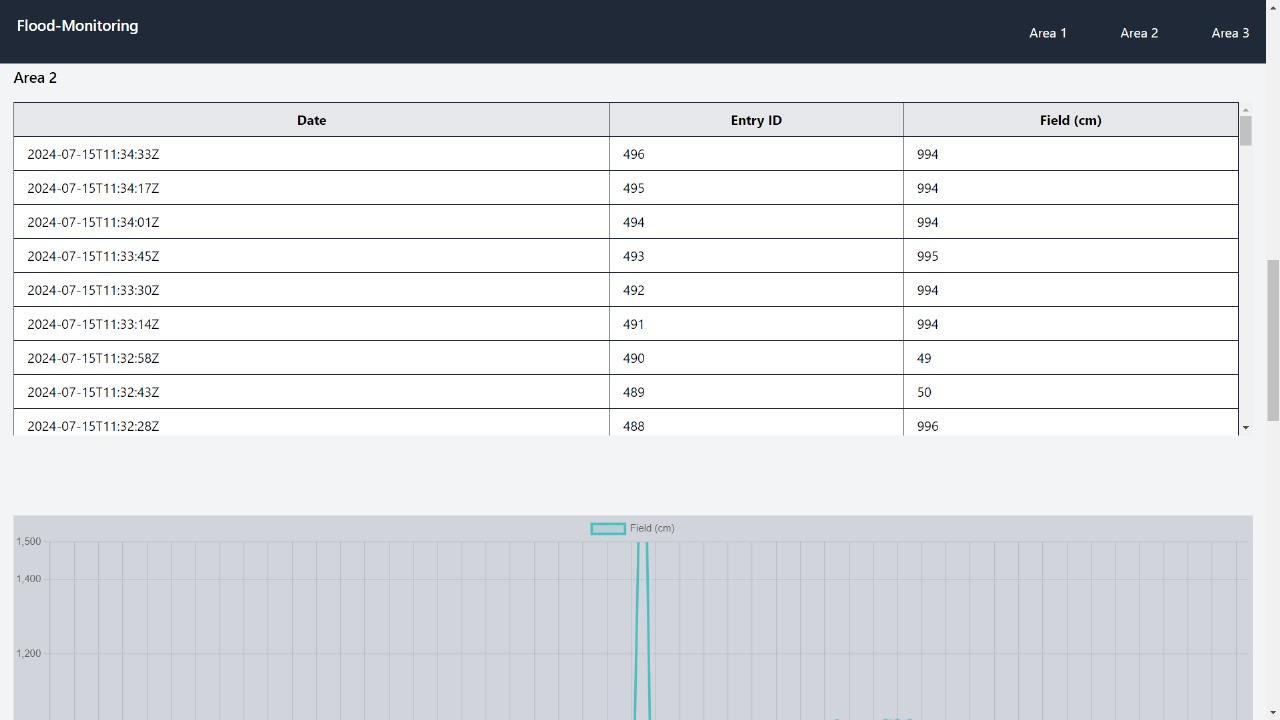 Flood-Monitoring
Area 1 Area 2 Area 3
Area 2
Date Entry ID Field (cm)
2024-07-15T11:34:33Z 496 994
2024-07-15T11:34:17Z 495 994
2024-07-15T11:34:01Z 494 994
2024-07-15T11:33:45Z 493 995
2024-07-15T11:33:30Z 492 994
2024-07-15T11:33:14Z 491 994
2024-07-15T11:32:58Z 490 49
2024-07-15T11:32:43Z 489 50
2024-07-15T11:32:28Z 488 996
Field (cm)
1,500
1,400
1,200